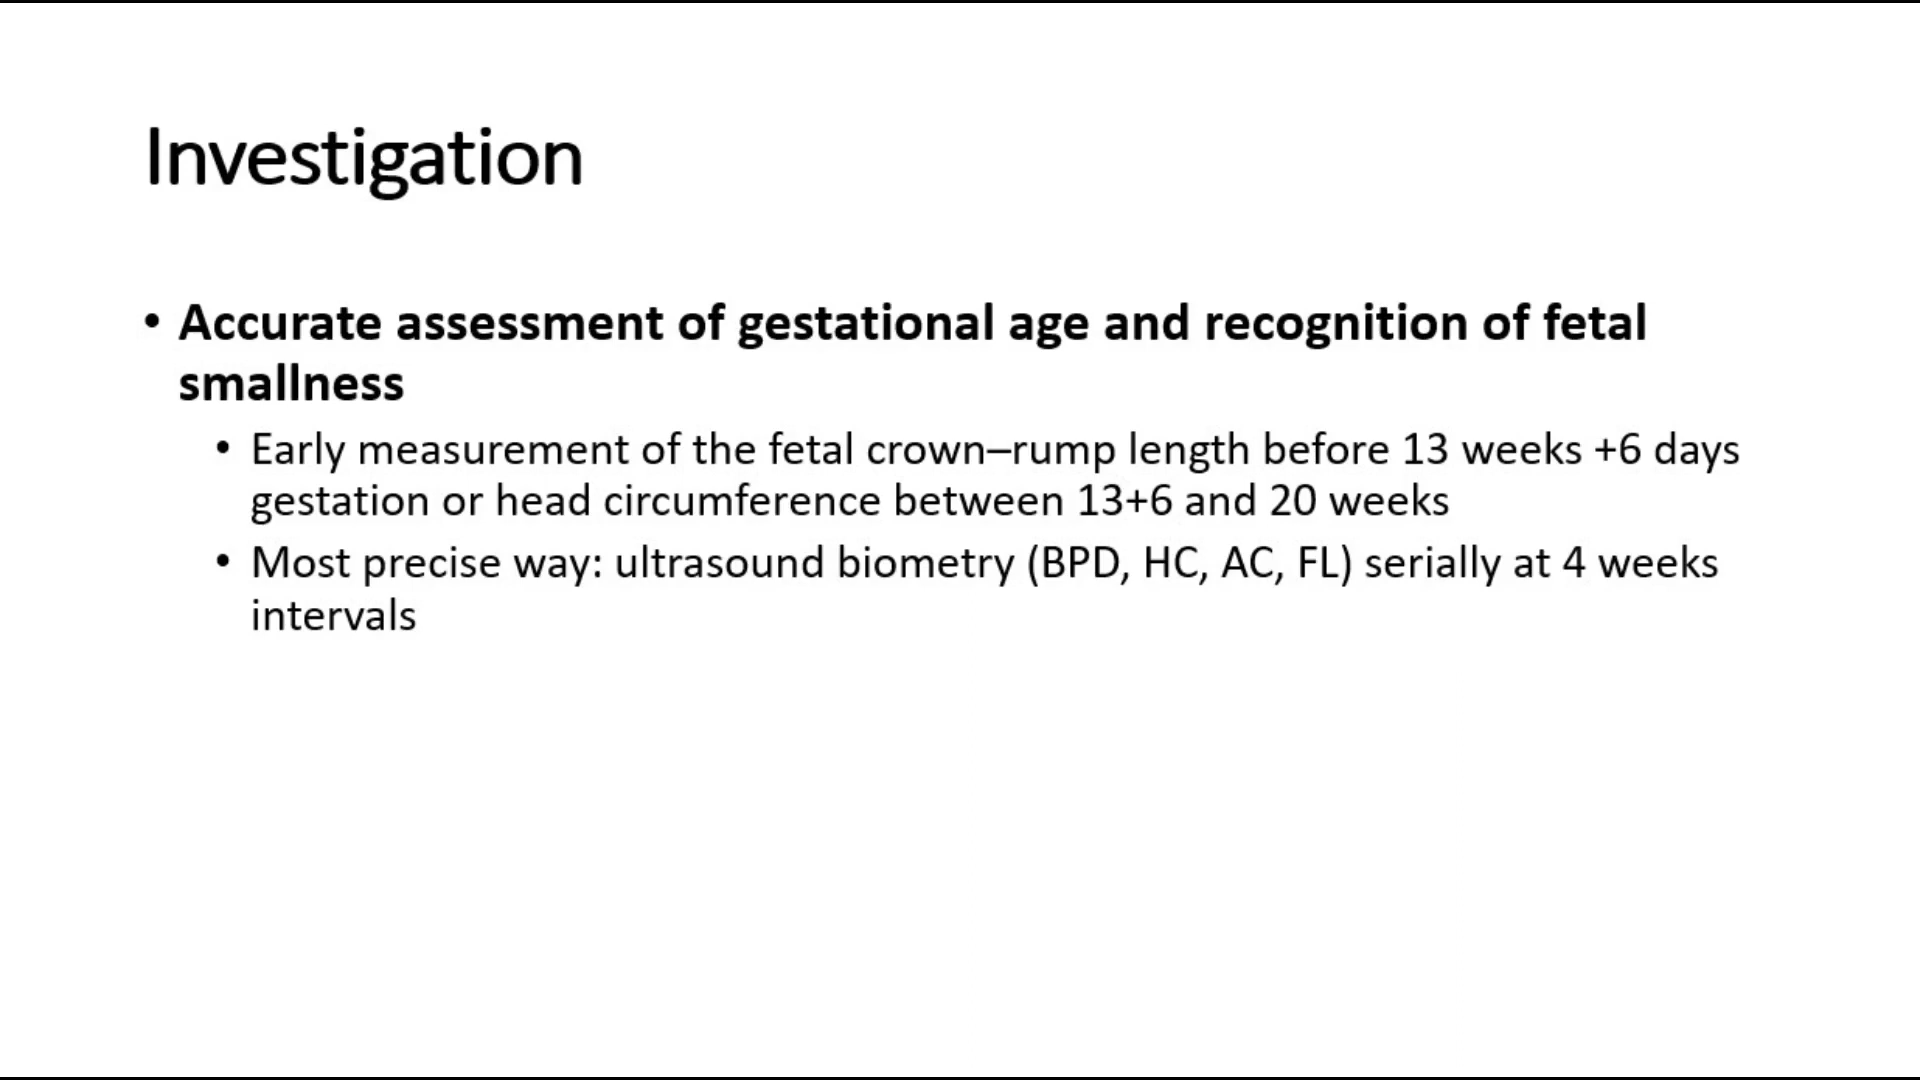 Investigation
• Accurate assessment of gestational age and recognition of fetal
smallness
• Early measurement of the fetal crown–rump length before 13 weeks +6 days
gestation or head circumference between 13+6 and 20 weeks
• Most precise way: ultrasound biometry (BPD, HC, AC, FL) serially at 4 weeks
intervals